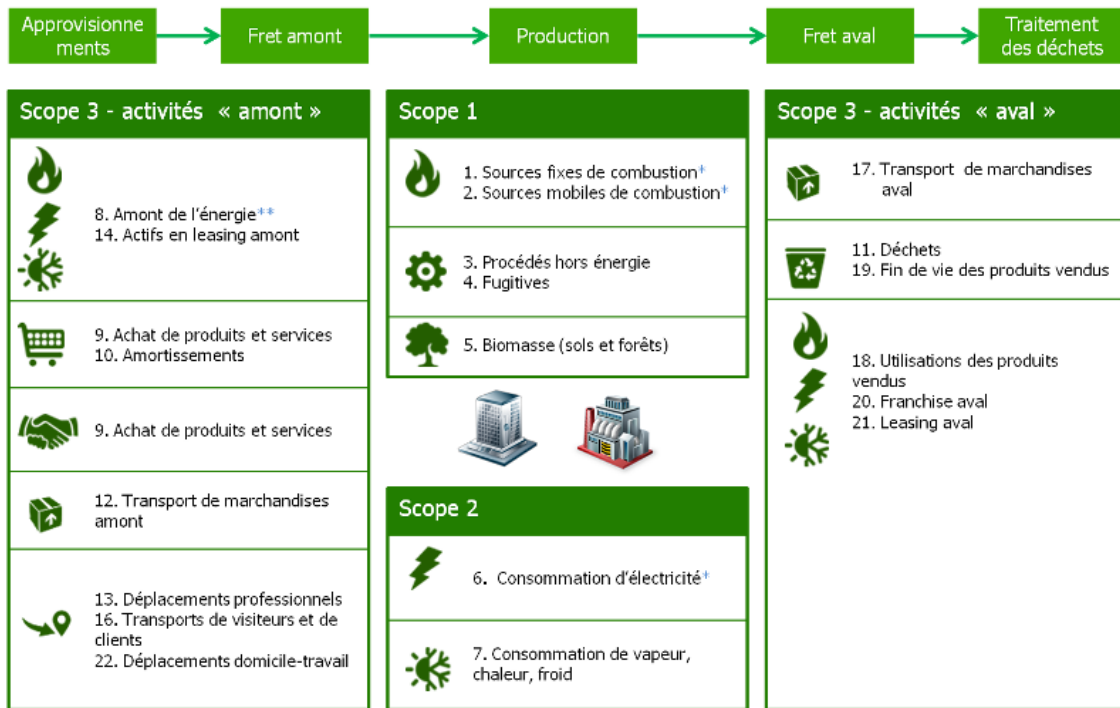 Approvisionne
ments
Fret amont
Production
Fret aval
Traitement
des déchets
Scope 3 - activités « amont »
8. Amont de l'énergie**
14. Actifs en leasing amont
9. Achat de produits et services
10. Amortissements
9. Achat de produits et services
12. Transport de marchandises
amont
13. Déplacements professionnels
16. Transports de visiteurs et de
clients
22. Déplacements domicile-travail
Scope 1
1. Sources fixes de combustion*
2. Sources mobiles de combustion*
3. Procédés hors énergie
4. Fugitives
5. Biomasse (sols et forêts)
Scope 2
6. Consommation d'électricité*
7. Consommation de vapeur,
chaleur, froid
Scope 3 - activités « aval »
17. Transport de marchandises
aval
11. Déchets
19. Fin de vie des produits vendus
18. Utilisations des produits
vendus
20. Franchise aval
21. Leasing aval